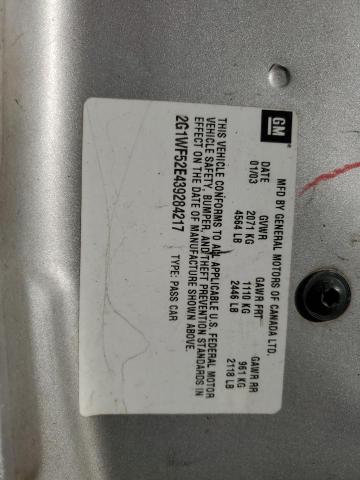 GM
MFD BY GENERAL MOTORS OF CANADA LTD.
DATE GVWR GAWR FRT GAWR RR
01/03 2071 KG 1110 KG 961 KG
4564 LB 2446 LB 2118 LB
THIS VEHICLE CONFORMS TO ALL APPLICABLE U.S. FEDERAL MOTOR
VEHICLE SAFETY, BUMPER, AND THEFT PREVENTION STANDARDS IN
EFFECT ON THE DATE OF MANUFACTURE SHOWN ABOVE.
2G1WF52E439284217 TYPE: PASS CAR